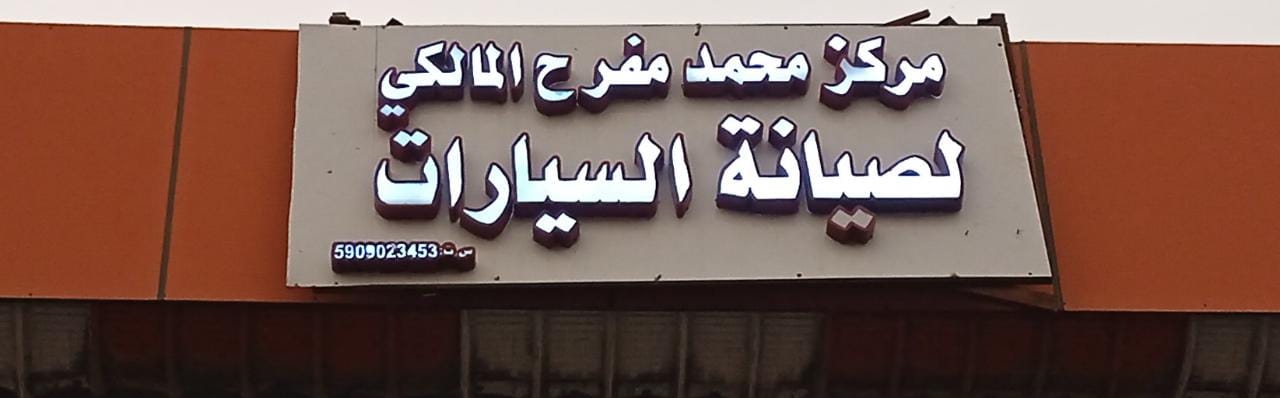 مركز محمد مفرح المالكي
لصيانة السيارات
س ت: 5909023453